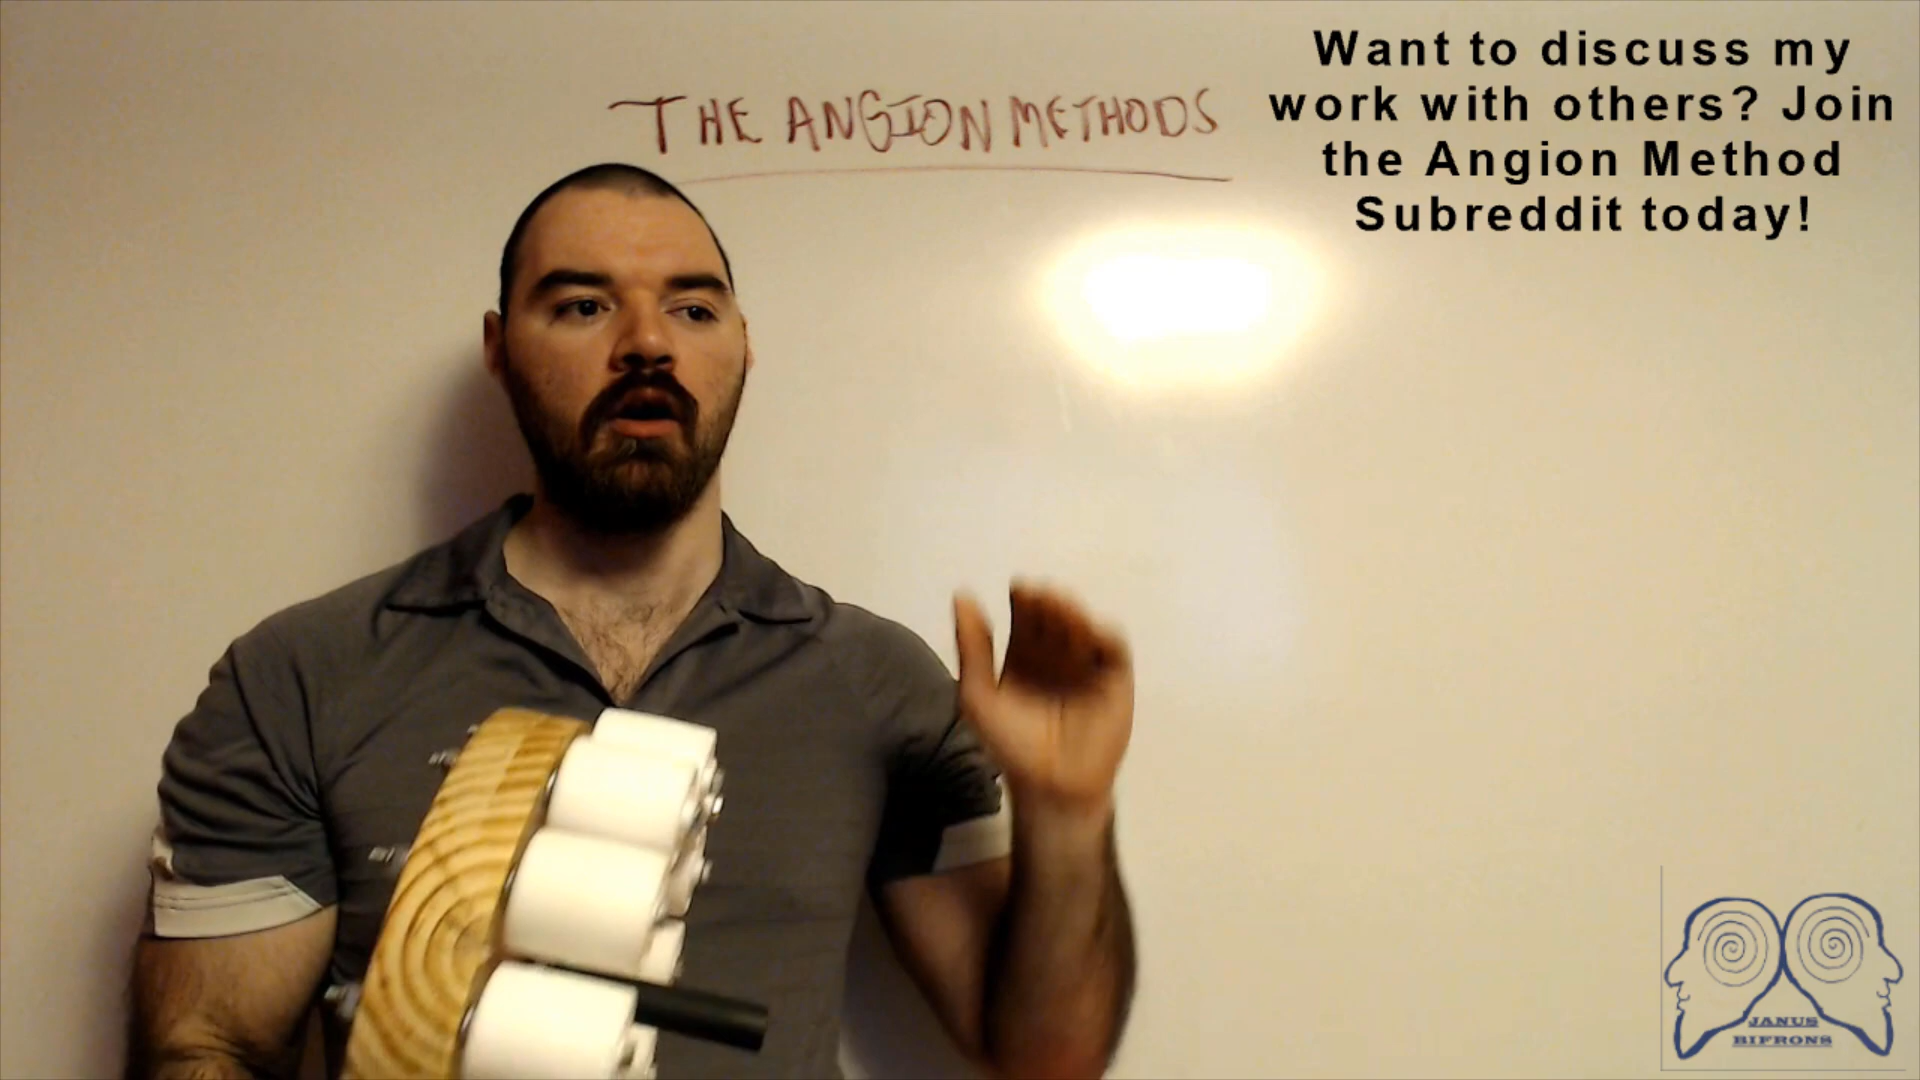 THE ANGION METHODS
Want to discuss my
work with others? Join
the Angion Method
Subreddit today!
JANUS
BIFRONS